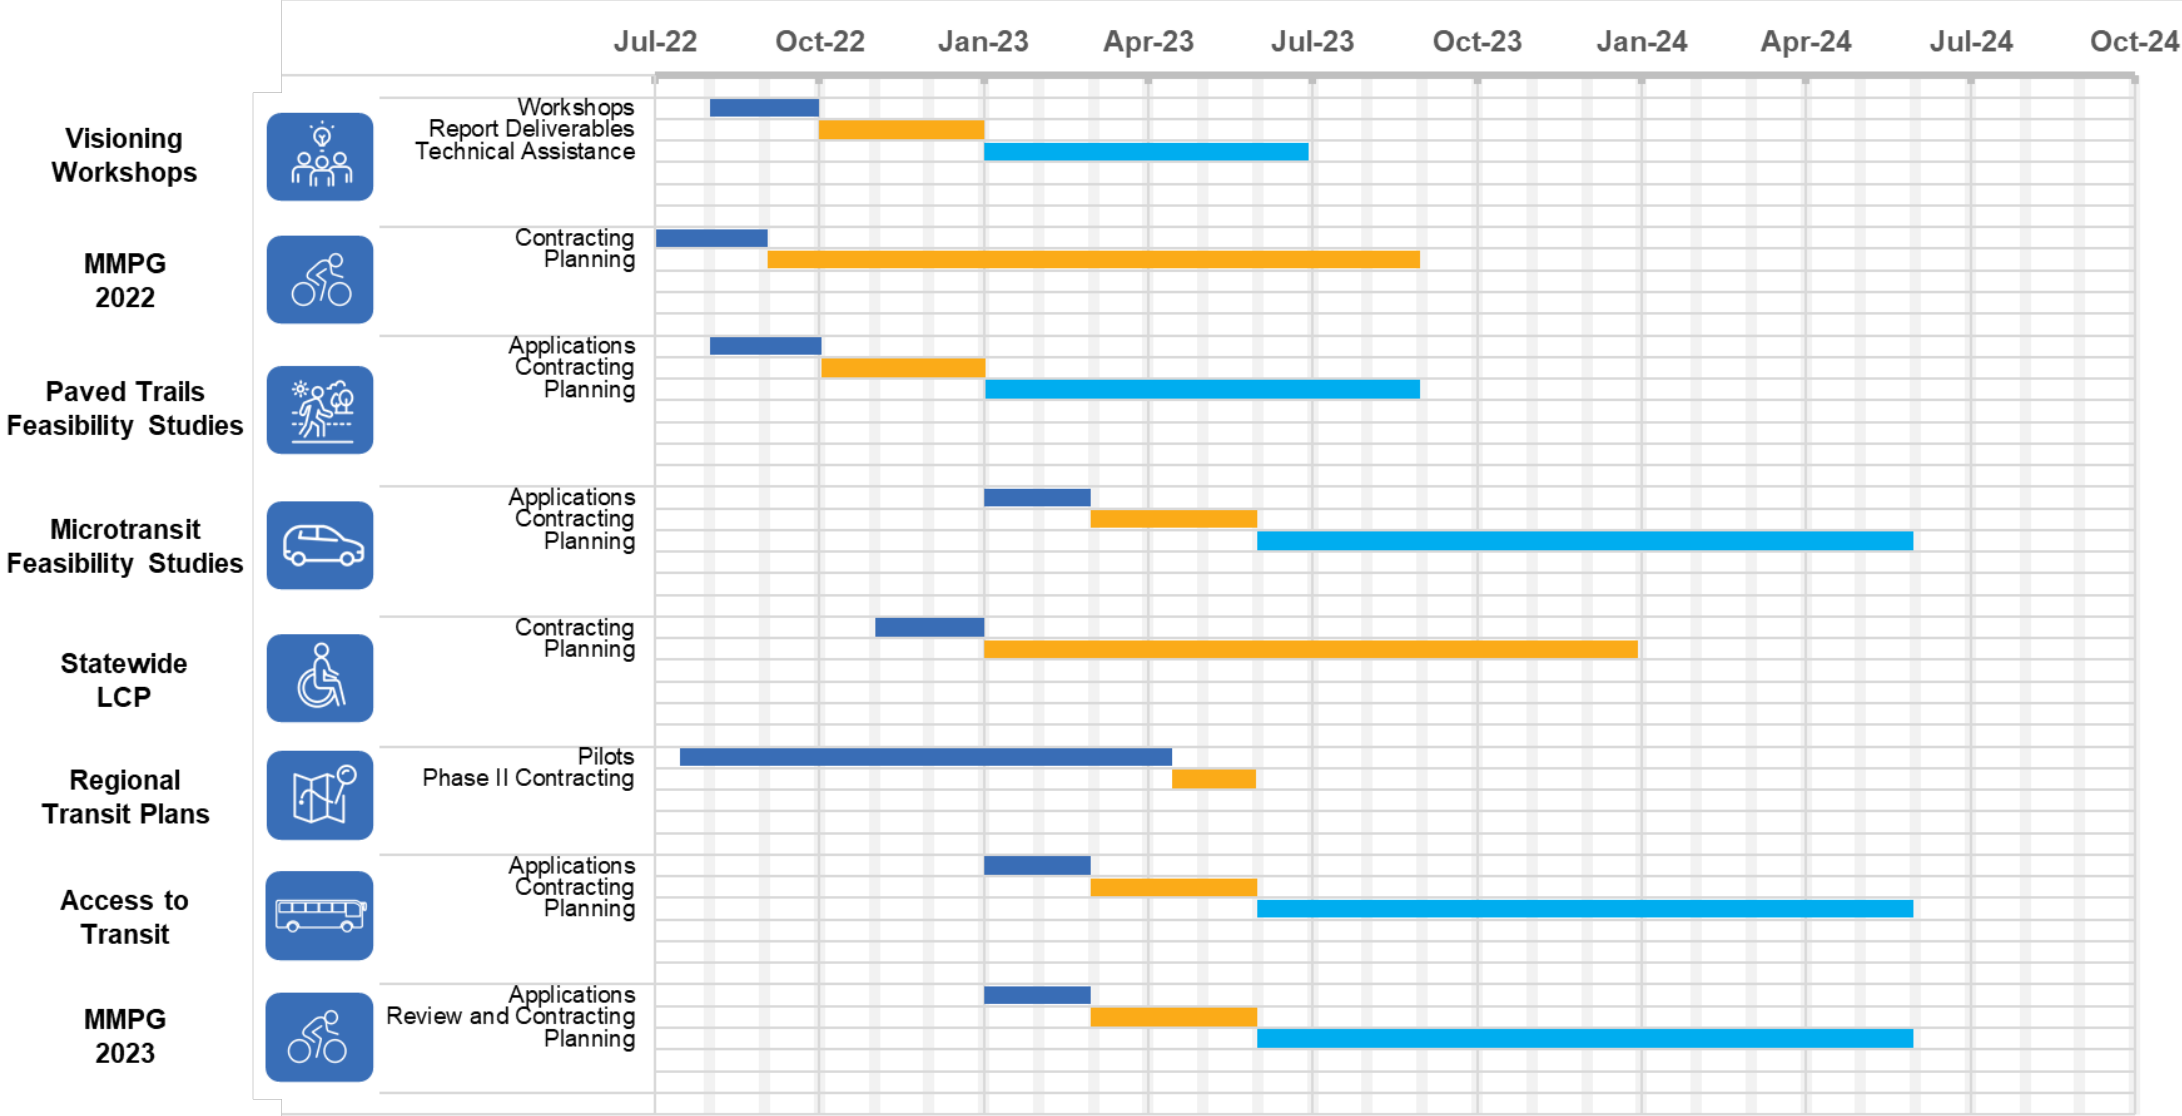 Jul-22 Oct-22 Jan-23 Apr-23 Jul-23 Oct-23 Jan-24 Apr-24 Jul-24 Oct-24
Visioning
Workshops
Workshops
Report Deliverables
Technical Assistance
MMPG
2022
Contracting
Planning
Paved Trails
Feasibility Studies
Applications
Contracting
Planning
Microtransit
Feasibility Studies
Applications
Contracting
Planning
Statewide
LCP
Contracting
Planning
Regional
Transit Plans
Pilots
Phase II Contracting
Access to
Transit
Applications
Contracting
Planning
MMPG
2023
Applications
Review and Contracting
Planning